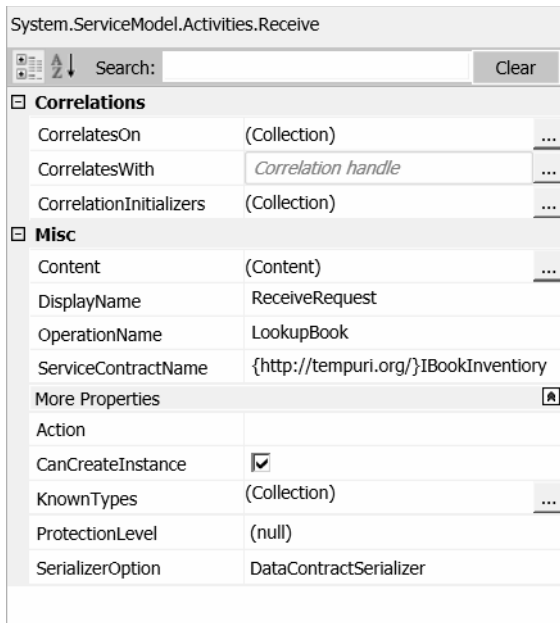 System.ServiceModel.Activities.Receive
Search: Clear
Correlations
CorrelatesOn (Collection) ...
CorrelatesWith Correlation handle ...
CorrelationInitializers (Collection) ...
Misc
Content (Content) ...
DisplayName ReceiveRequest
OperationName LookupBook
ServiceContractName {http://tempuri.org/}IBookInventiory
More Properties
Action
CanCreateInstance
KnownTypes (Collection) ...
ProtectionLevel (null)
SerializerOption DataContractSerializer